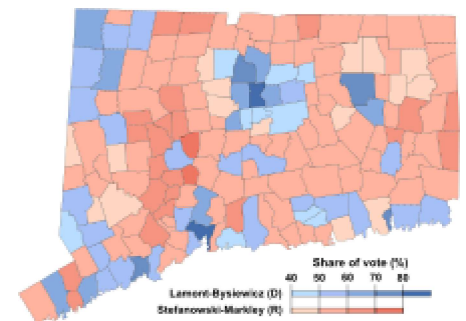 Share of vote (%)
40 50 60 70 80
Lamont-Bysiewicz (D)
Stefanowski-Markley (R)